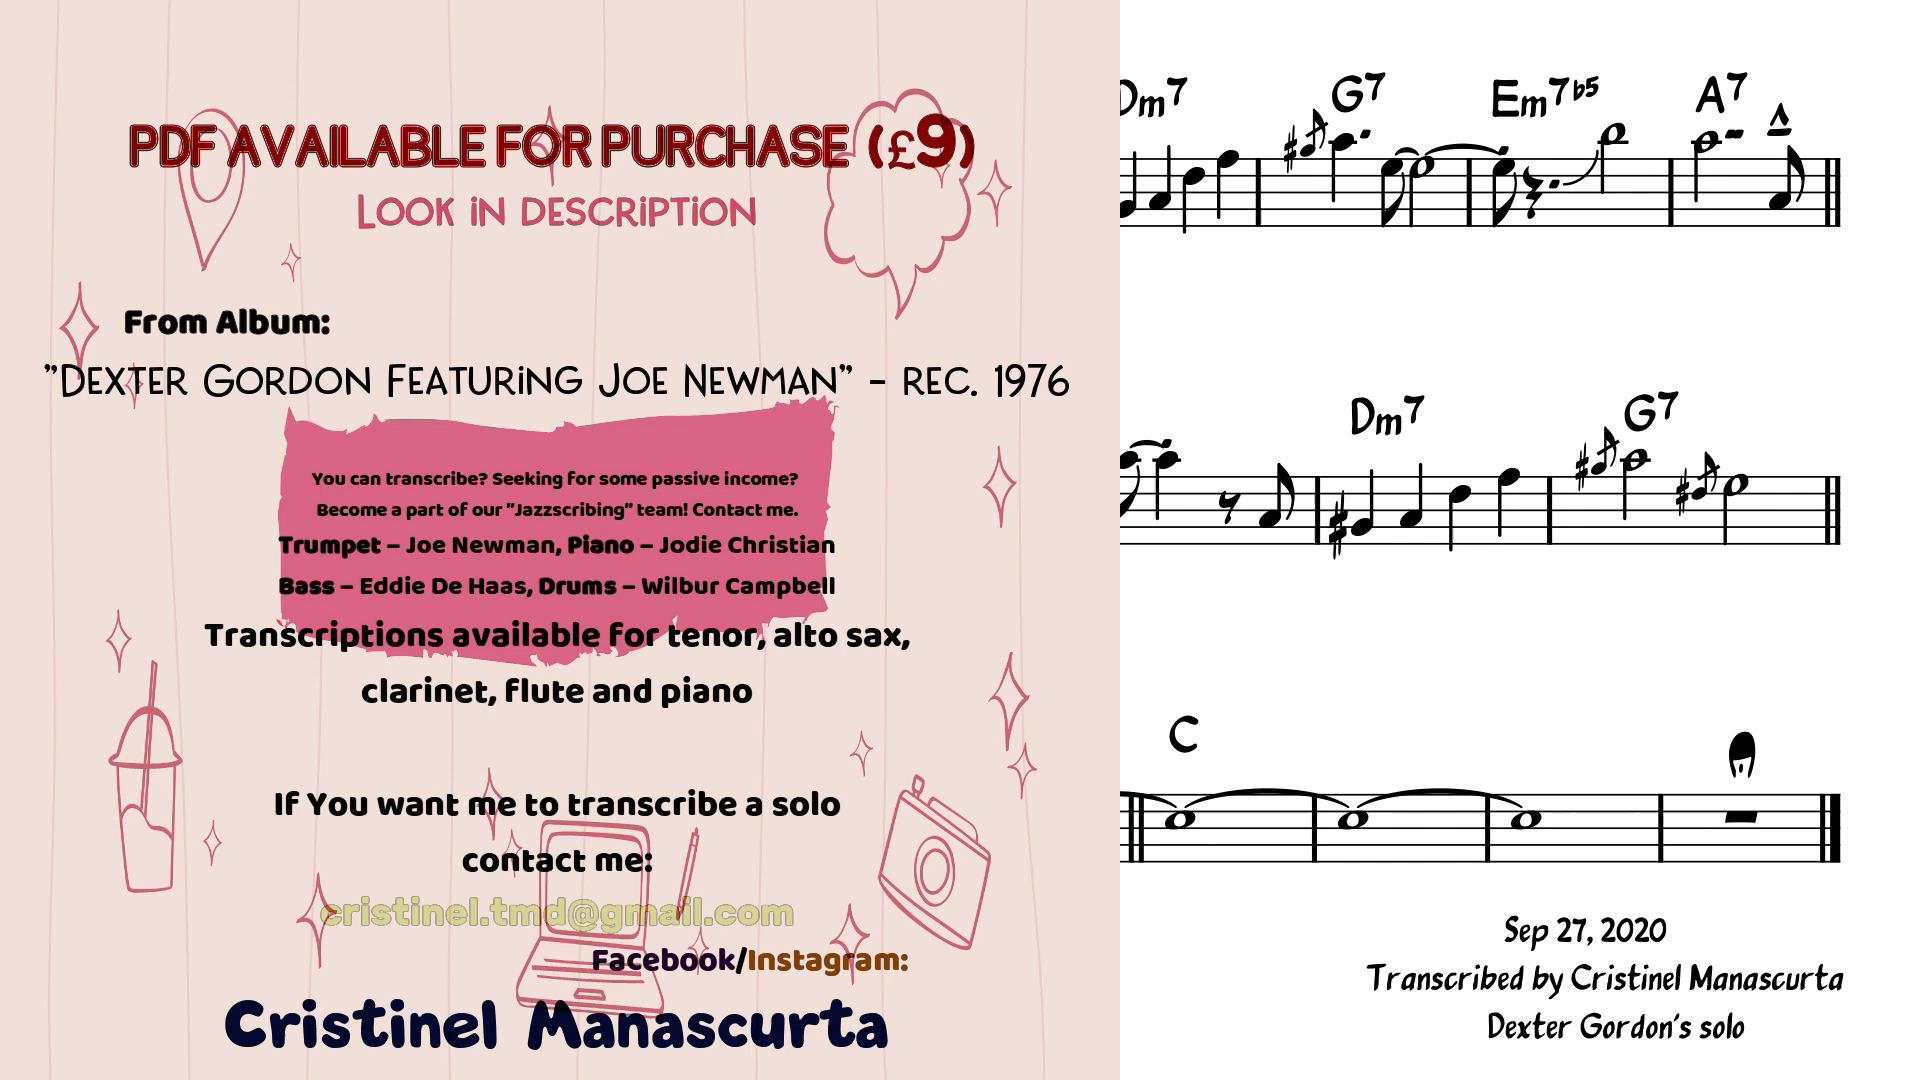 PDF AVAILABLE FOR PURCHASE (£9)
LOOK IN DESCRIPTION
From Album:
"DEXTER GORDON FEATURING JOE NEWMAN" - REC. 1976
You can transcribe? Seeking for some passive income?
Become a part of our "Jazzscribing" team! Contact me.
Trumpet – Joe Newman, Piano – Jodie Christian
Bass – Eddie De Haas, Drums – Wilbur Campbell
Transcriptions available for tenor, alto sax,
clarinet, flute and piano
If You want me to transcribe a solo
contact me:
cristinel.tmd@gmail.com
Facebook/Instagram:
Cristinel Manascurta
Dm7 G7 Em7b5 A7
Dm7 G7
C
Sep 27, 2020
Transcribed by Cristinel Manascurta
Dexter Gordon's solo